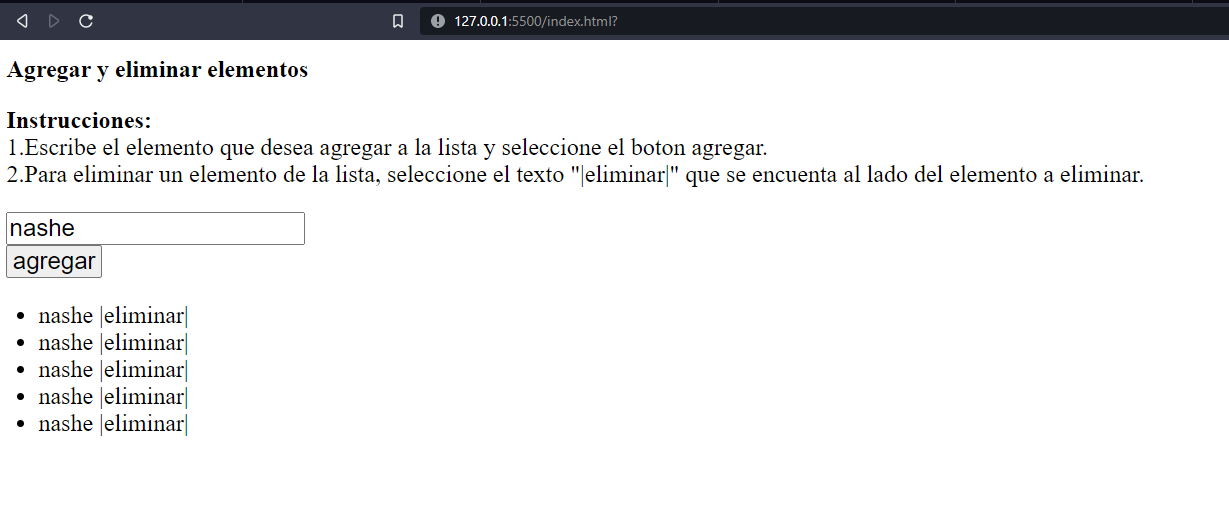 127.0.0.1:5500/index.html?
Agregar y eliminar elementos
Instrucciones:
1.Escribe el elemento que desea agregar a la lista y seleccione el boton agregar.
2.Para eliminar un elemento de la lista, seleccione el texto "|eliminar|" que se encuenta al lado del elemento a eliminar.
nashe
agregar
• nashe |eliminar|
• nashe |eliminar|
• nashe |eliminar|
• nashe |eliminar|
• nashe |eliminar|